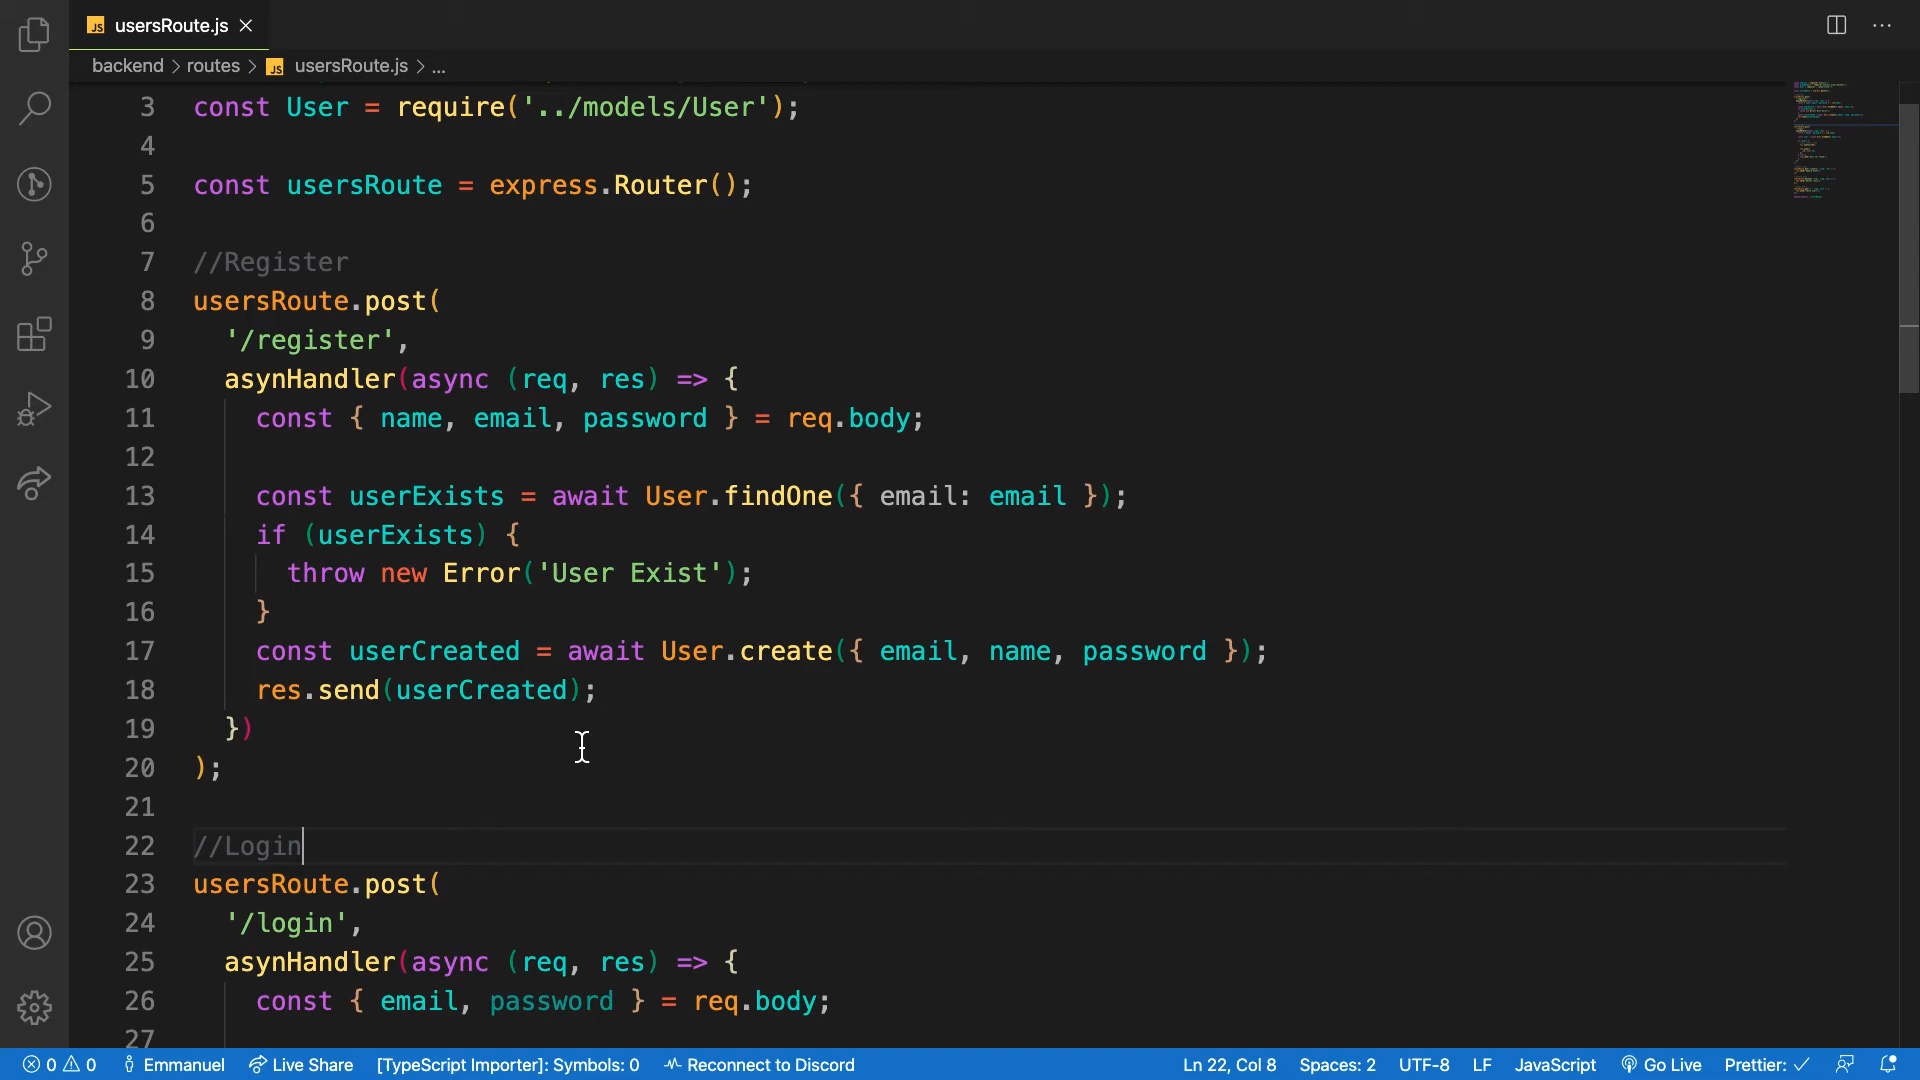 JS usersRoute.js
backend > routes > JS usersRoute.js > ...
3 const User = require('../models/User');
4
5 const usersRoute = express.Router();
6
7 //Register
8 usersRoute.post(
9 '/register',
10 asynHandler(async (req, res) => {
11 const { name, email, password } = req.body;
12
13 const userExists = await User.findOne({ email: email });
14 if (userExists) {
15 throw new Error('User Exist');
16 }
17 const userCreated = await User.create({ email, name, password });
18 res.send(userCreated);
19 })
20 );
21
22 //Login
23 usersRoute.post(
24 '/login',
25 asynHandler(async (req, res) => {
26 const { email, password } = req.body;
27
0 0 Emmanuel Live Share [TypeScript Importer]: Symbols: 0 Reconnect to Discord Ln 22, Col 8 Spaces: 2 UTF-8 LF JavaScript Go Live Prettier: ✓